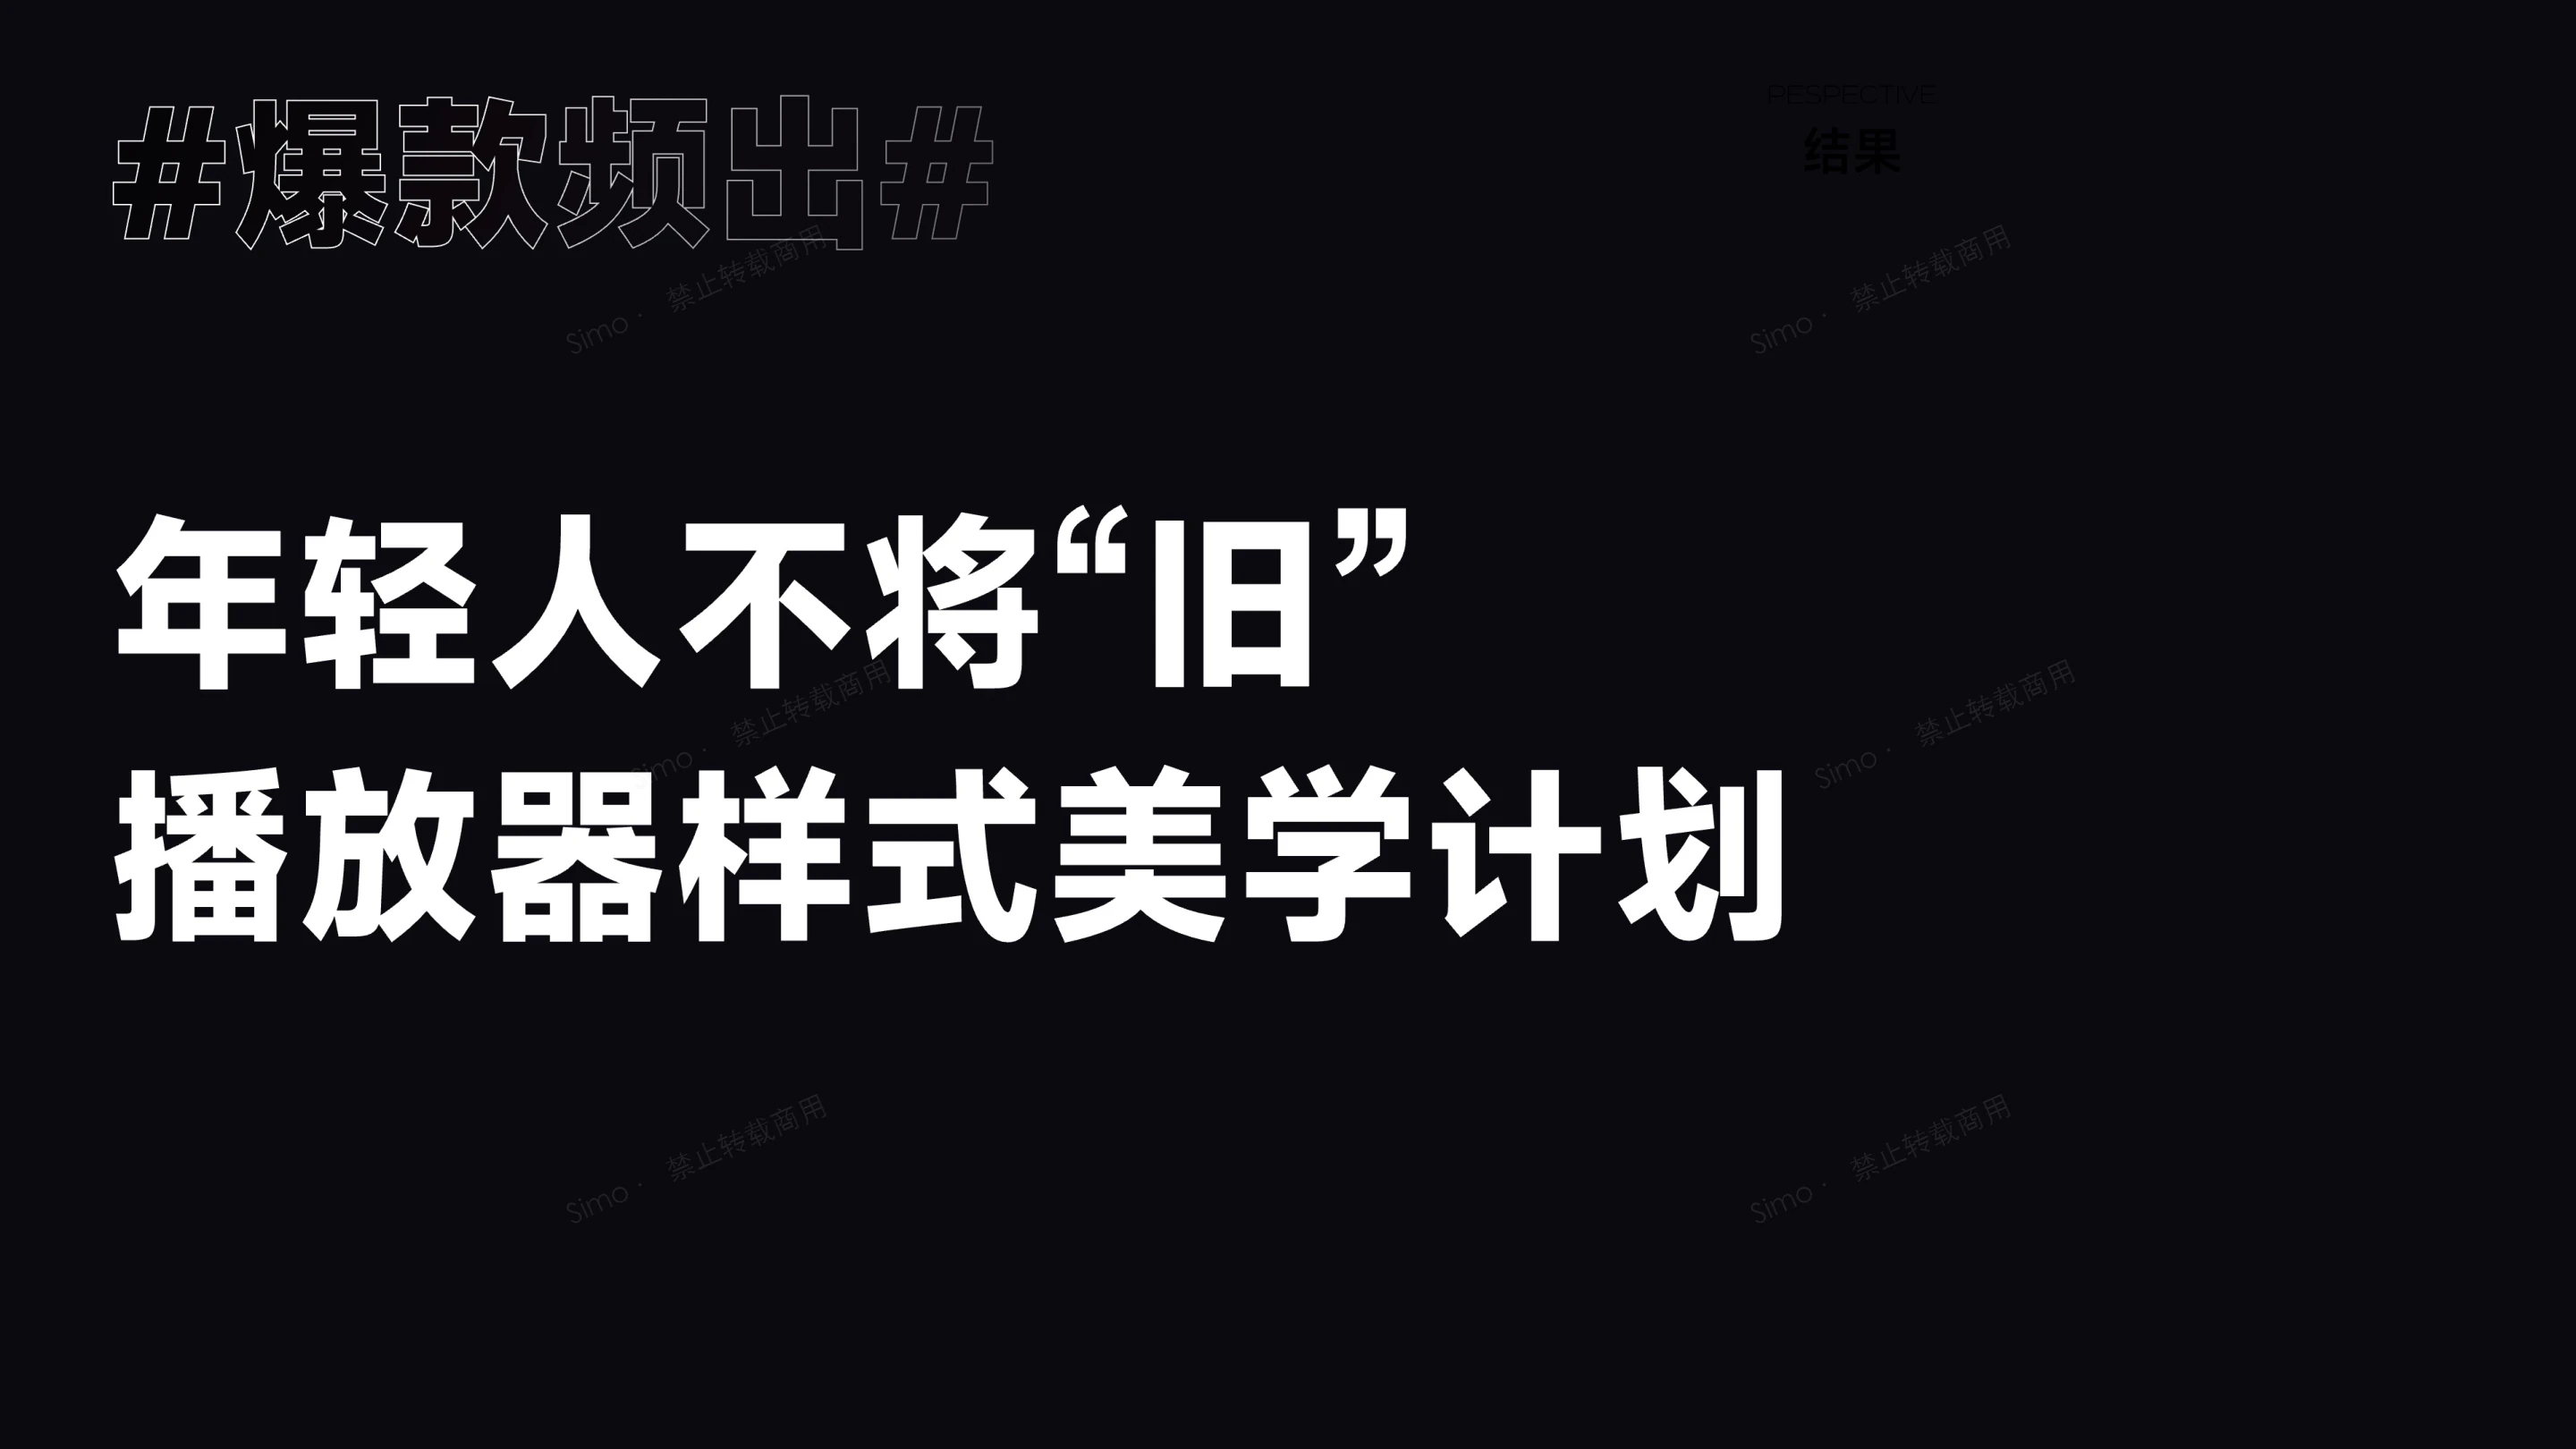 #爆款频出#
PESPECTIVE
结果
Simo · 禁止转载商用
Simo · 禁止转载商用
年轻人不将“旧”
Simo · 禁止转载商用
Simo · 禁止转载商用
播放器样式美学计划
Simo · 禁止转载商用
Simo · 禁止转载商用